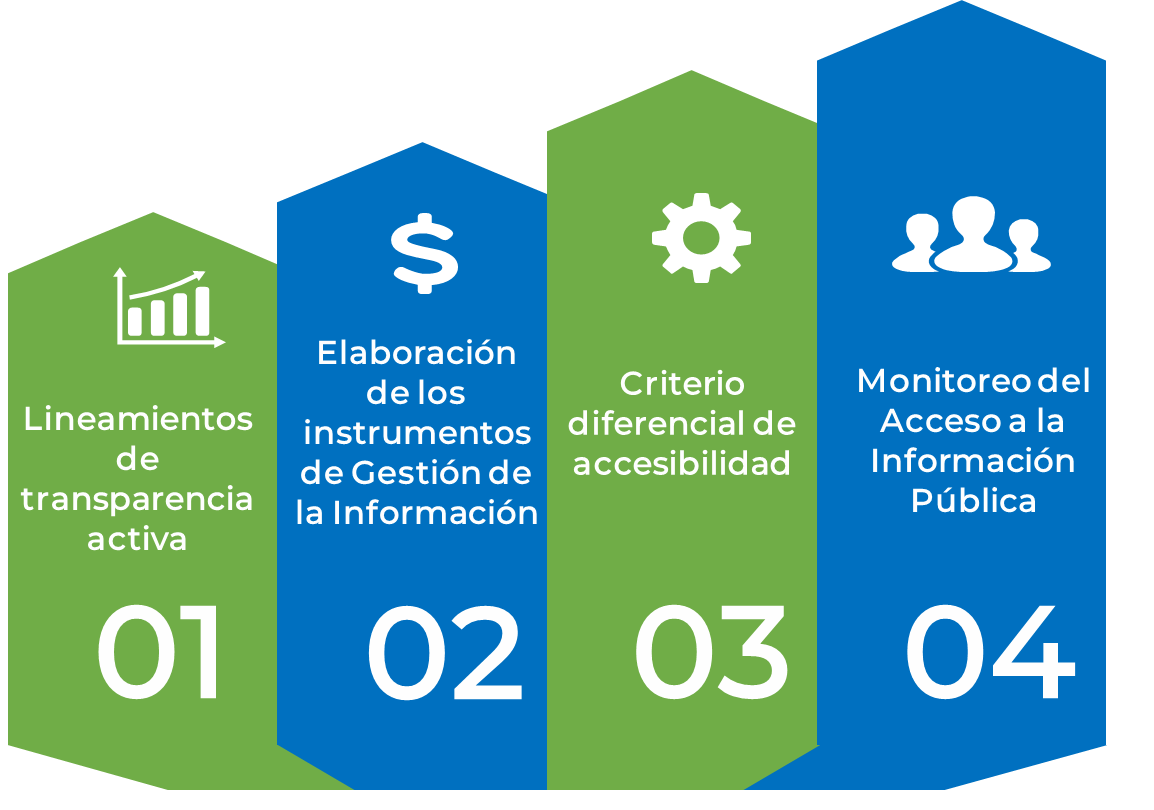 Lineamientos
de
transparencia
activa
01
$
Elaboración
de los
instrumentos
de Gestión de
la Información
02
Criterio
diferencial de
accesibilidad
03
Monitoreo del
Acceso a la
Información
Pública
04